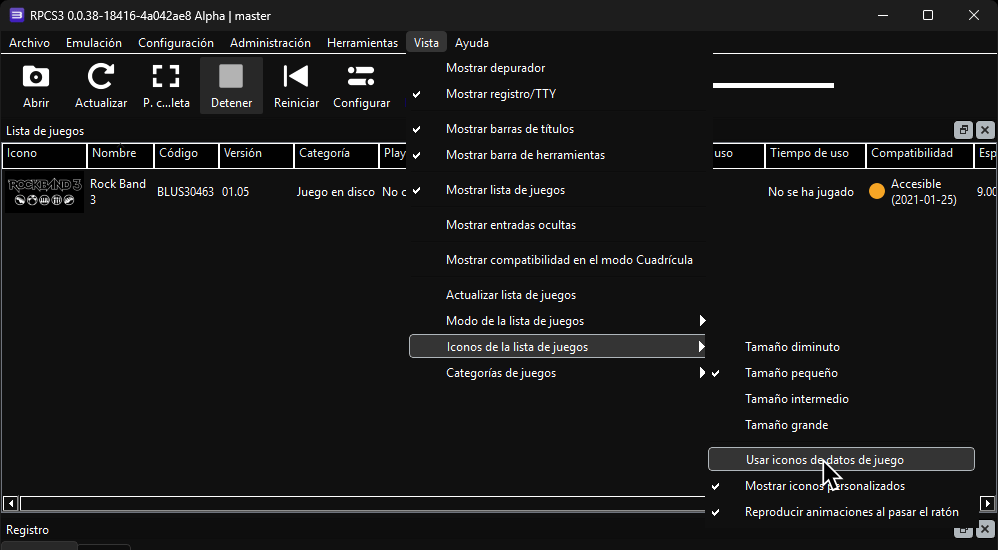 RPCS3 0.0.38-18416-4a042ae8 Alpha | master
Archivo Emulación Configuración Administración Herramientas Vista Ayuda
Abrir Actualizar P. c...leta Detener Reiniciar Configurar
Mostrar depurador
Mostrar registro/TTY
Mostrar barras de títulos
Mostrar barra de herramientas
Mostrar lista de juegos
Mostrar entradas ocultas
Mostrar compatibilidad en el modo Cuadrícula
Actualizar lista de juegos
Modo de la lista de juegos
Iconos de la lista de juegos
Categorías de juegos
Tamaño diminuto
Tamaño pequeño
Tamaño intermedio
Tamaño grande
Usar iconos de datos de juego
Mostrar iconos personalizados
Reproducir animaciones al pasar el ratón
Lista de juegos
Icono Nombre Código Versión Categoría Play uso Tiempo de uso Compatibilidad Esp
ROCKBAND 3
Rock Band
3
BLUS30463 01.05 Juego en disco No c No se ha jugado
Accesible
(2021-01-25)
9.00
Registro